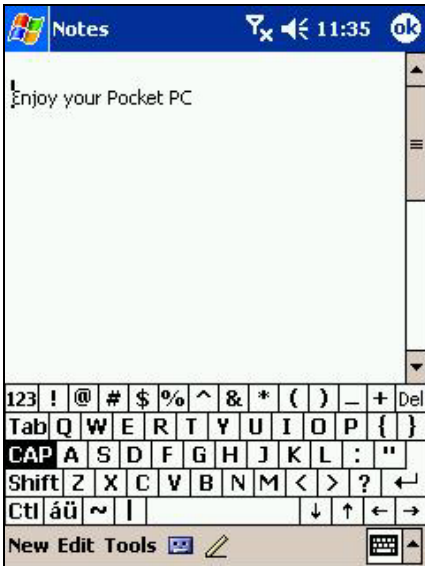 Notes 11:35 ok
Enjoy your Pocket PC
123 ! @ # $ % ^ & * ( ) _ + Del
Tab Q W E R T Y U I O P { }
CAP A S D F G H J K L : "
Shift Z X C V B N M < > ? ↵
Ctl áü ~ | ↓ ↑ ← →
New Edit Tools